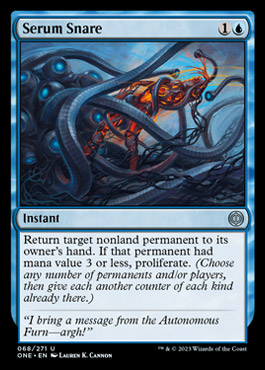 Serum Snare 1
Instant
Return target nonland permanent to its
owner's hand. If that permanent had
mana value 3 or less, proliferate. (Choose
any number of permanents and/or players,
then give each another counter of each kind
already there.)
“I bring a message from the Autonomous
Furn—argh!”
068/271 U
ONE • EN LAUREN K. CANNON
™ & © 2023 Wizards of the Coast